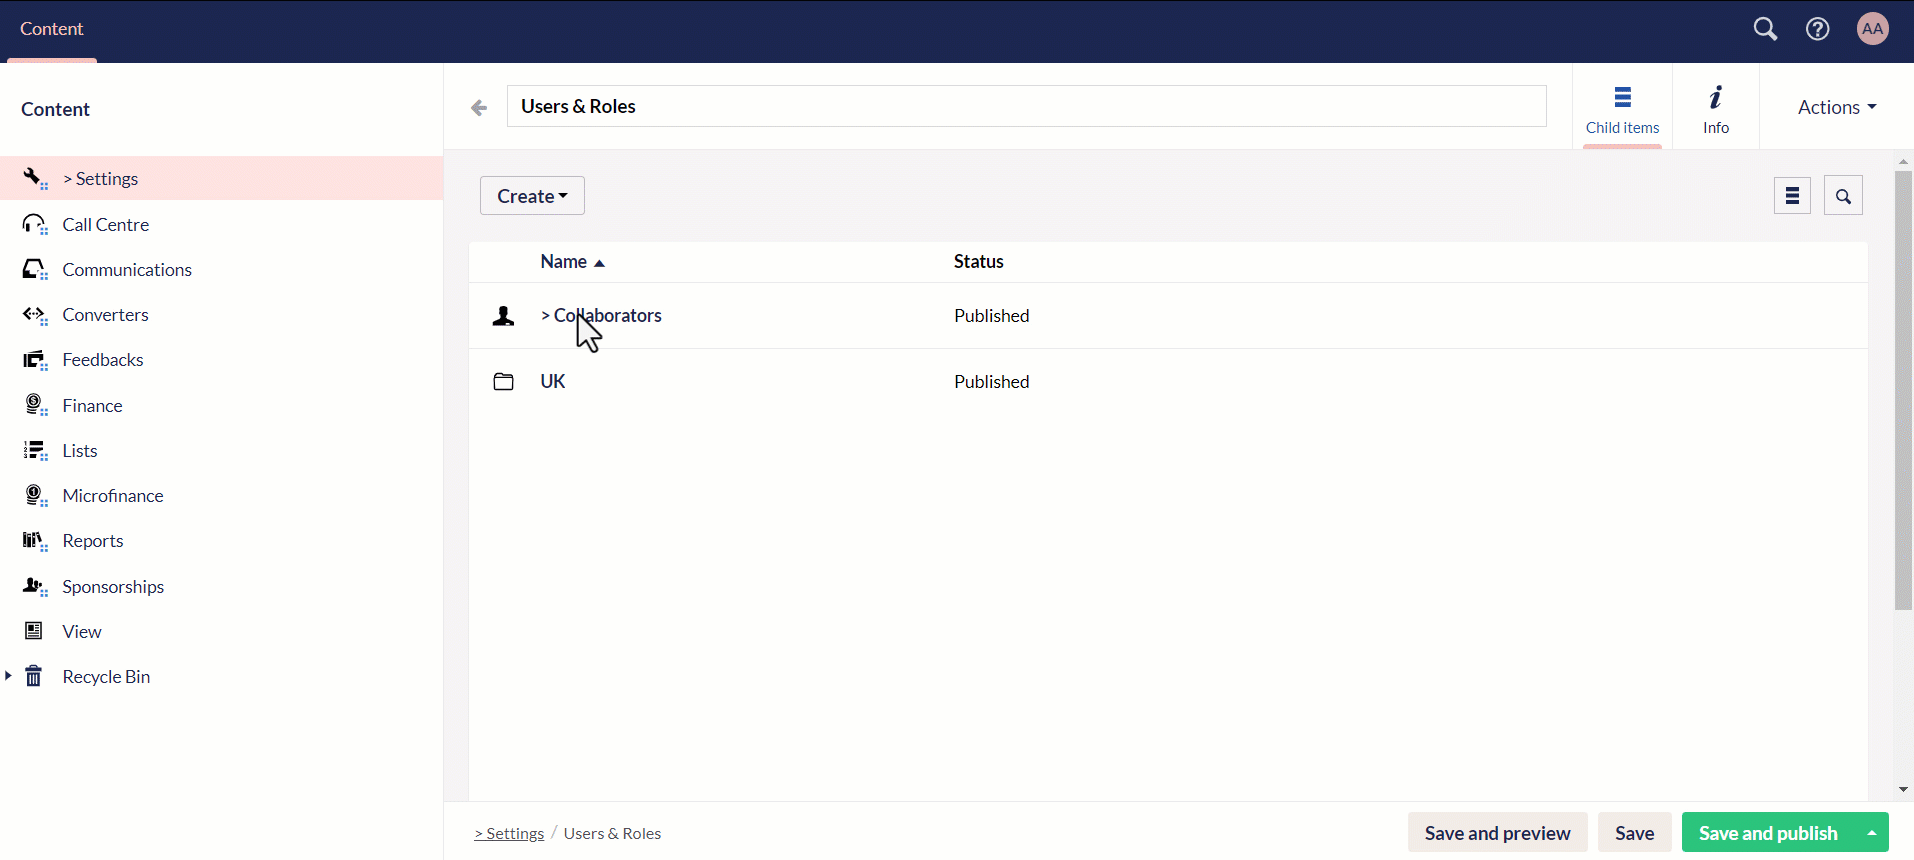 Content
AA
Content
Users & Roles
Child items
Info
Actions
> Settings
Call Centre
Communications
Converters
Feedbacks
Finance
Lists
Microfinance
Reports
Sponsorships
View
Recycle Bin
Create
Name
Status
> Collaborators
Published
UK
Published
> Settings / Users & Roles
Save and preview
Save
Save and publish